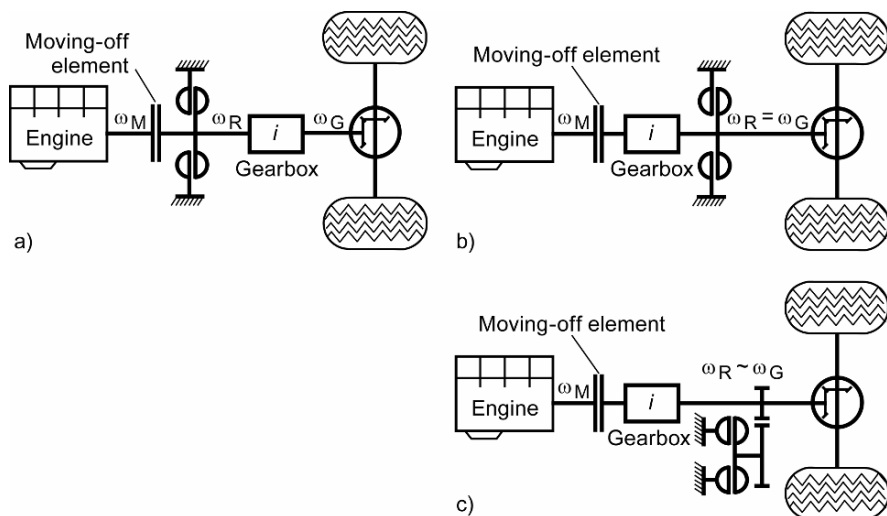 Moving-off
element
ωM
ωR
ωG
Engine
i
Gearbox
a)
Moving-off element
ωM
ωR = ωG
Engine
i
Gearbox
b)
Moving-off element
ωR ~ ωG
ωM
Engine
i
Gearbox
c)